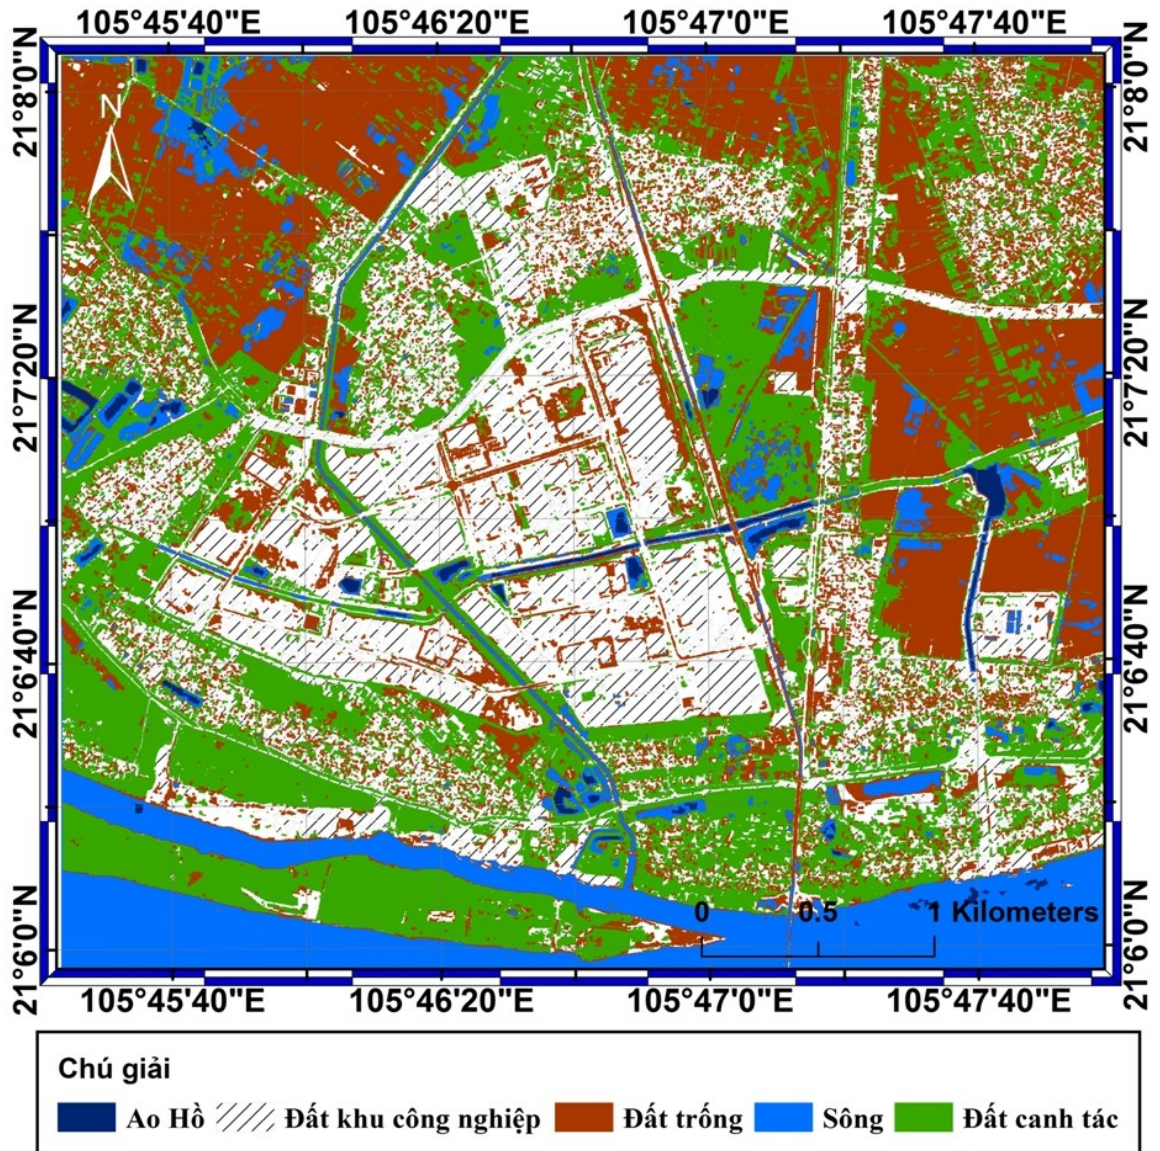 105°45'40"E 105°46'20"E 105°47'0"E 105°47'40"E
21°8'0"N 21°8'0"N
N
21°7'20"N 21°7'20"N
21°6'40"N 21°6'40"N
21°6'0"N 21°6'0"N
0 0.5 1 Kilometers
105°45'40"E 105°46'20"E 105°47'0"E 105°47'40"E
Chú giải
Ao Hồ Đất khu công nghiệp Đất trống Sông Đất canh tác